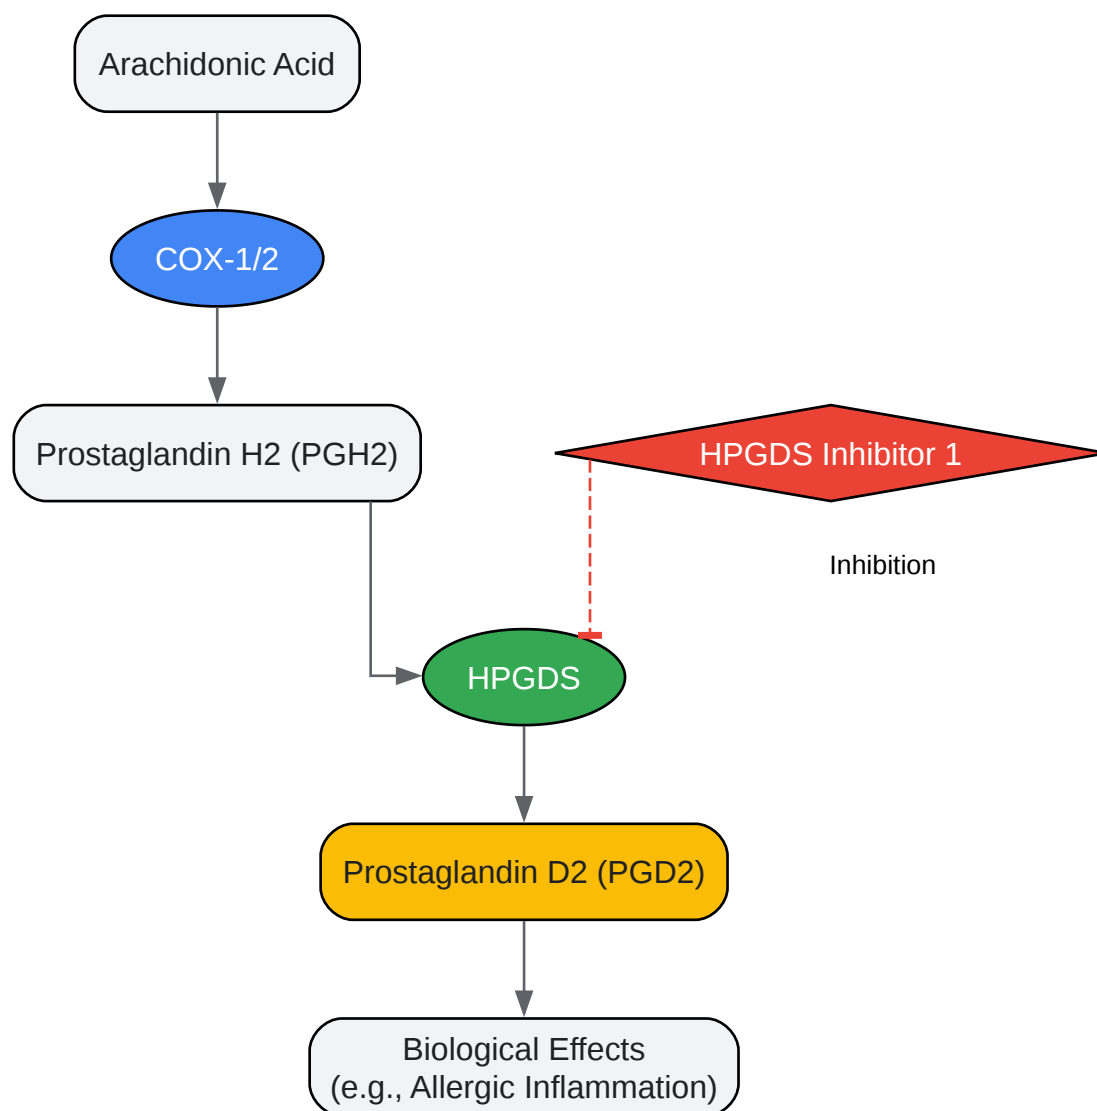 Arachidonic Acid
COX-1/2
Prostaglandin H2 (PGH2)
HPGDS Inhibitor 1
Inhibition
HPGDS
Prostaglandin D2 (PGD2)
Biological Effects
(e.g., Allergic Inflammation)